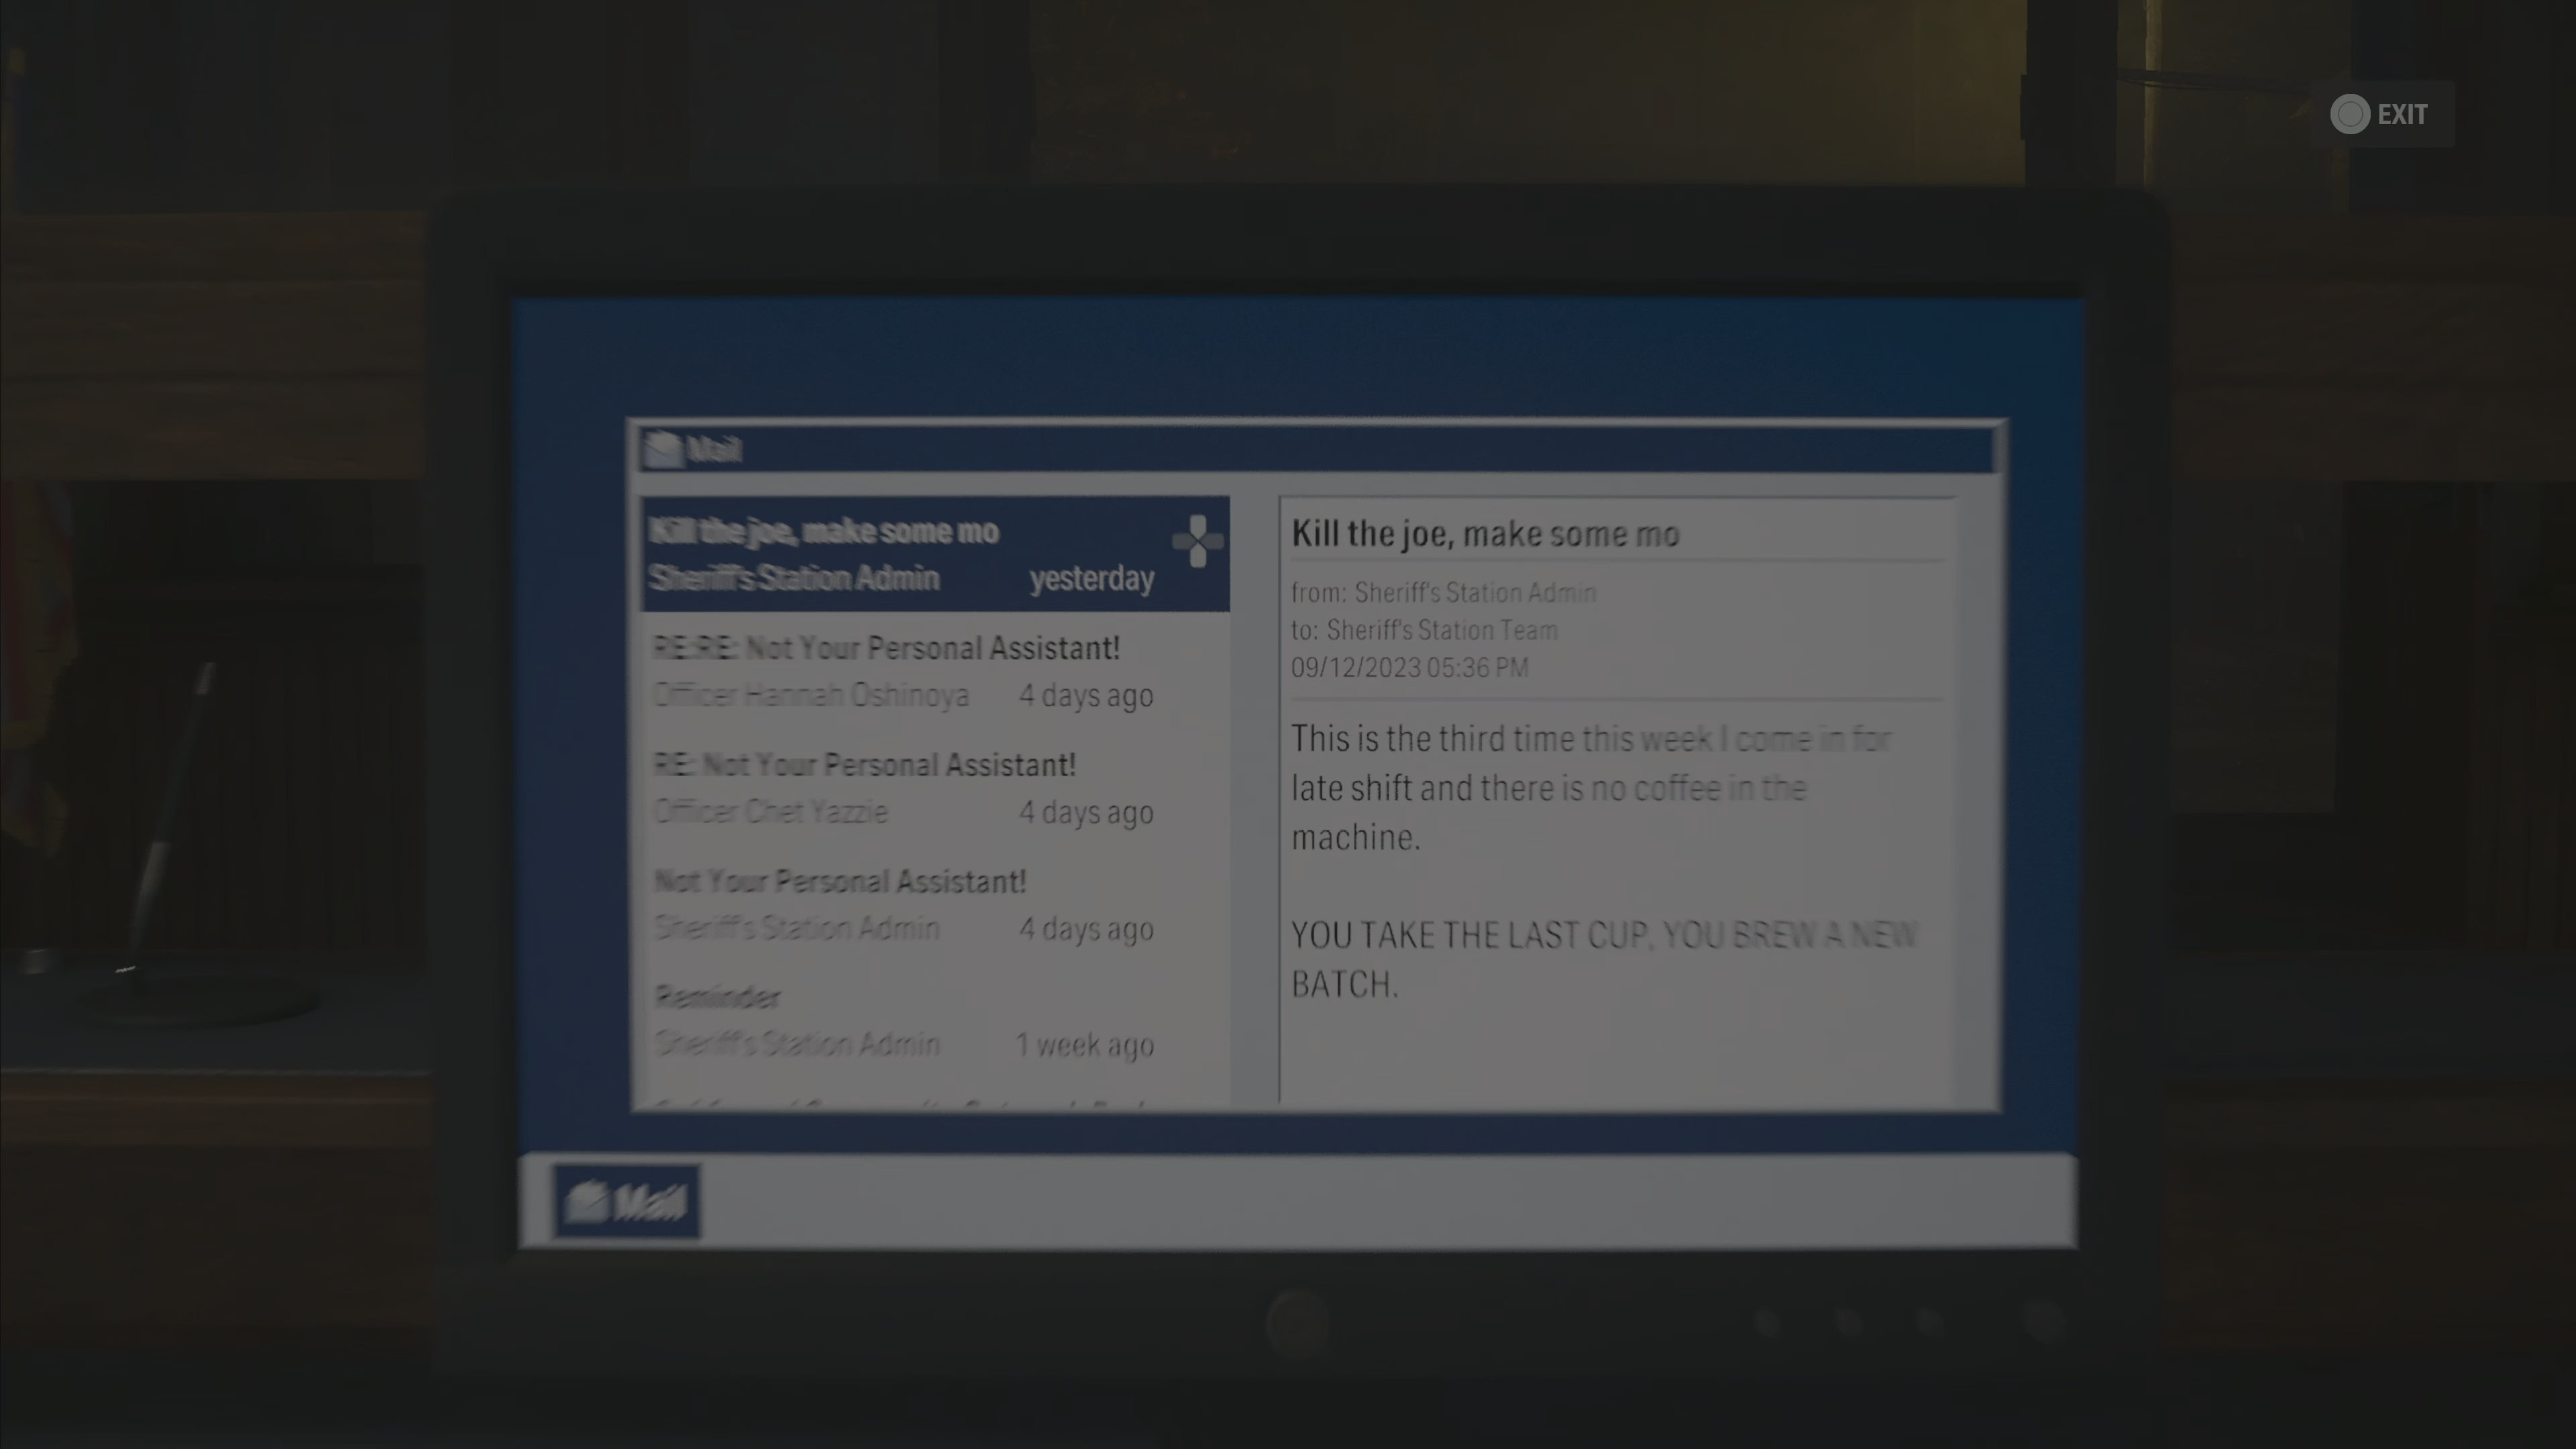 EXIT
Mail
Kill the joe, make some mo
Sheriff's Station Admin yesterday
RE:RE: Not Your Personal Assistant!
Officer Hannah Oshinoya 4 days ago
RE: Not Your Personal Assistant!
Officer Chet Yazzie 4 days ago
Not Your Personal Assistant!
Sheriff's Station Admin 4 days ago
Reminder
Sheriff's Station Admin 1 week ago
Kill the joe, make some mo
from: Sheriff's Station Admin
to: Sheriff's Station Team
09/12/2023 05:36 PM
This is the third time this week I come in for
late shift and there is no coffee in the
machine.
YOU TAKE THE LAST CUP, YOU BREW A NEW
BATCH.
Mail